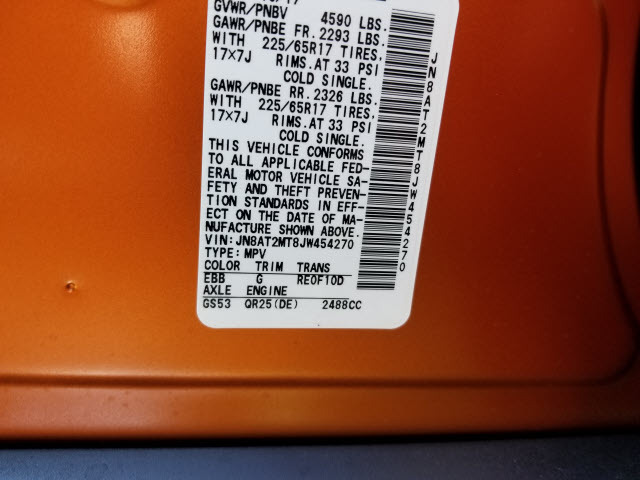 GVWR/PNBV 4590 LBS.
GAWR/PNBE FR. 2293 LBS.
WITH 225/65R17 TIRES,
17×7J RIMS.AT 33 PSI
COLD SINGLE.
GAWR/PNBE RR. 2326 LBS.
WITH 225/65R17 TIRES,
17×7J RIMS.AT 33 PSI
COLD SINGLE.
THIS VEHICLE CONFORMS
TO ALL APPLICABLE FED-
ERAL MOTOR VEHICLE SA-
FETY AND THEFT PREVEN-
TION STANDARDS IN EFF-
ECT ON THE DATE OF MA-
NUFACTURE SHOWN ABOVE.
VIN:JN8AT2MT8JW454270
TYPE:MPV
COLOR TRIM TRANS
EBB G RE0F10D
AXLE ENGINE
GS53 QR25(DE) 2488CC
JN8AT2MT8JW454270